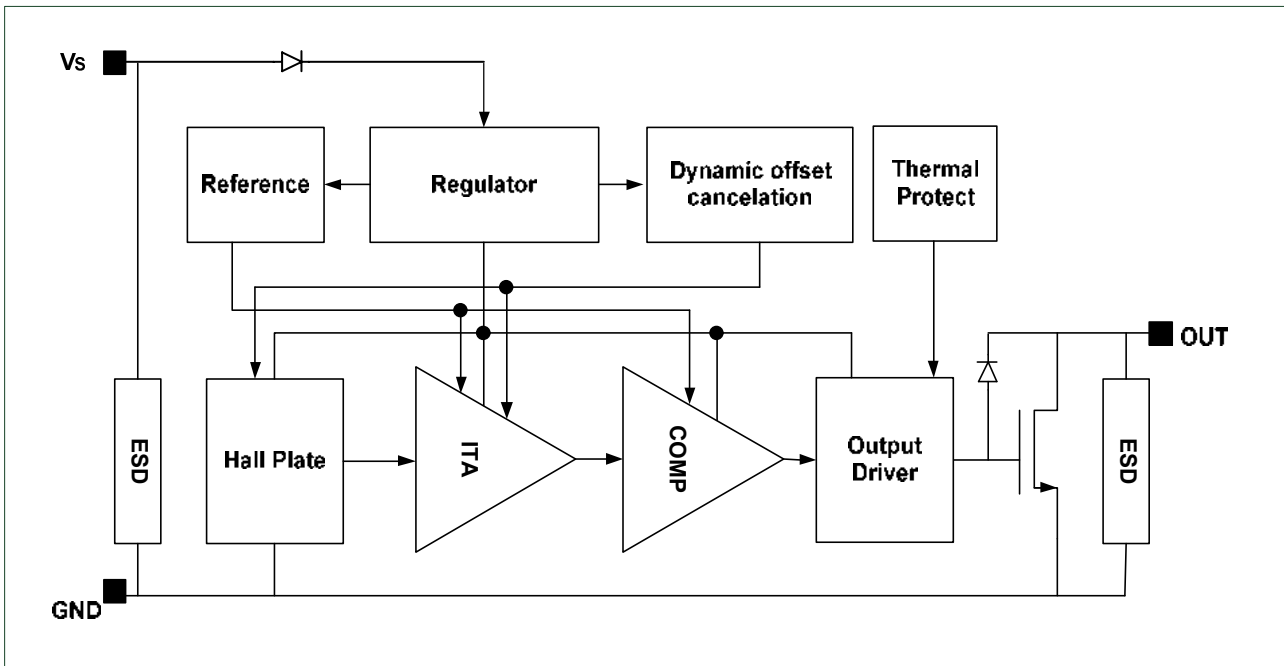 Vs
Reference
Regulator
Dynamic offset
cancelation
Thermal
Protect
OUT
ESD
Hall Plate
ITA
COMP
Output
Driver
ESD
GND